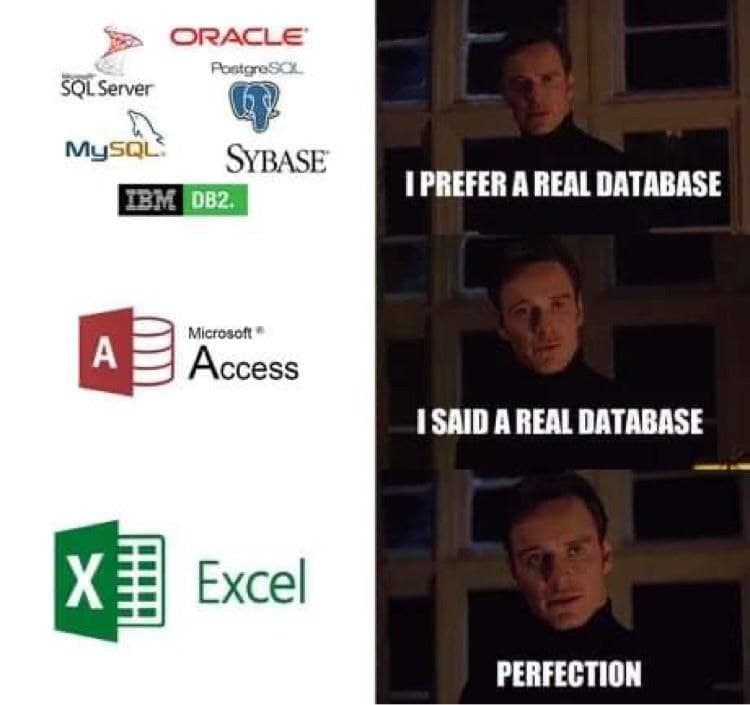 ORACLE
PostgreSQL
SQL Server
MySQL
SYBASE
IBM DB2.
I PREFER A REAL DATABASE
A
Microsoft®
Access
I SAID A REAL DATABASE
X
Excel
PERFECTION